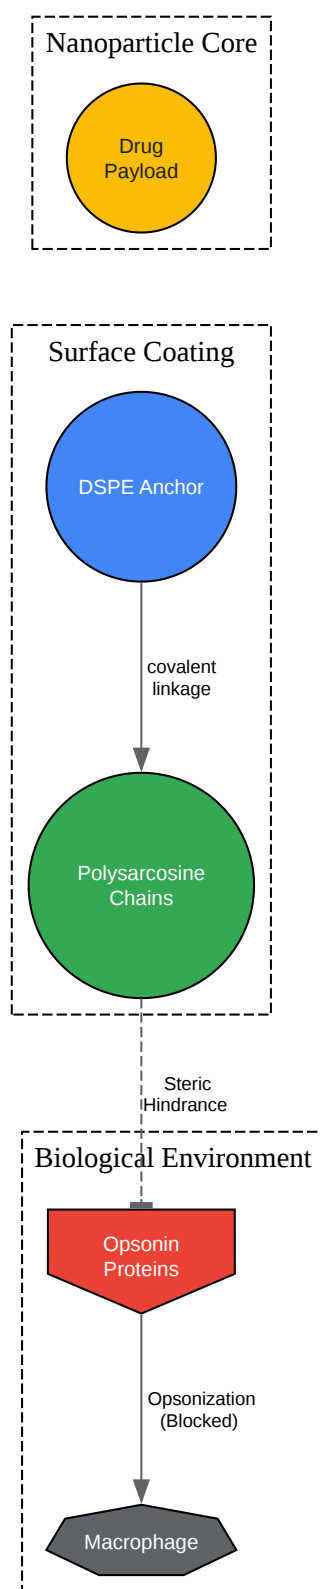 Nanoparticle Core
Drug
Payload
Surface Coating
DSPE Anchor
covalent
linkage
Polysarcosine
Chains
Steric
Hindrance
Biological Environment
Opsonin
Proteins
Opsonization
(Blocked)
Macrophage